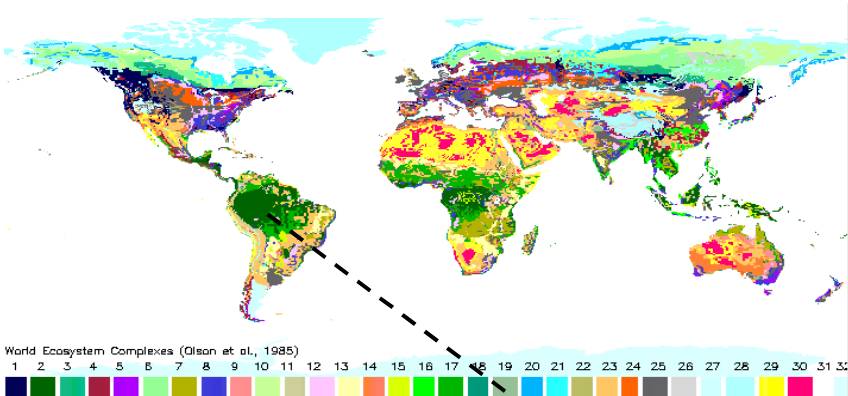 World Ecosystem Complexes (Olson et al., 1985)
1 2 3 4 5 6 7 8 9 10 11 12 13 14 15 16 17 18 19 20 21 22 23 24 25 26 27 28 29 30 31 32